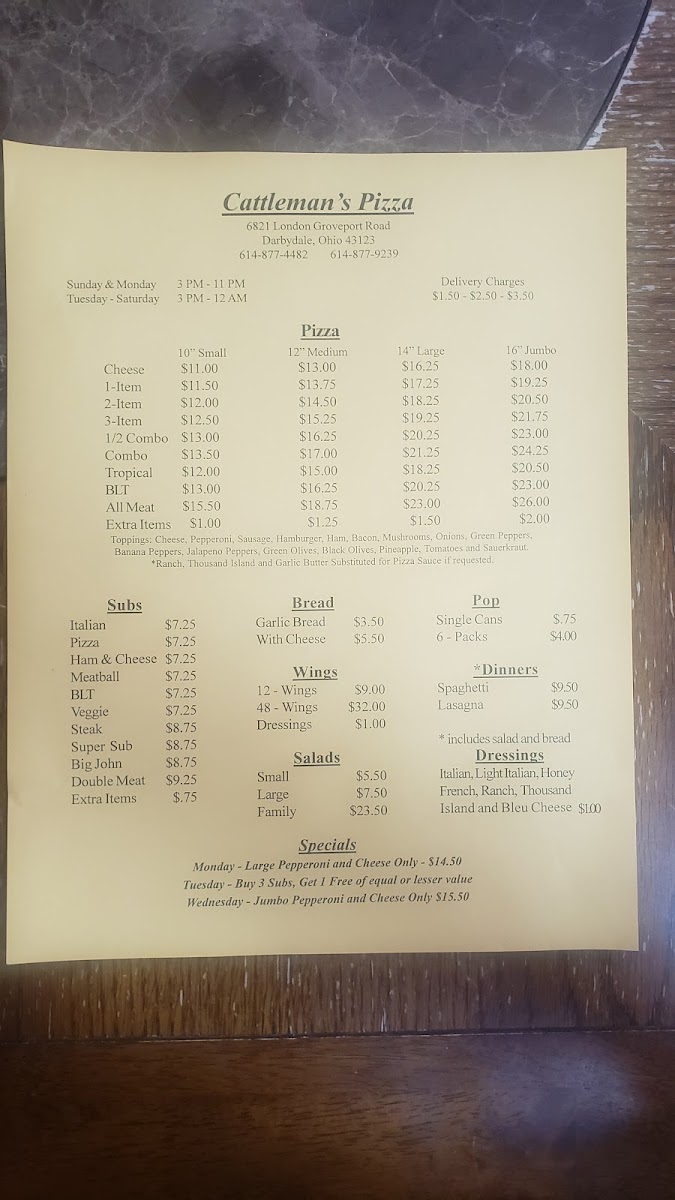 Cattleman's Pizza
6821 London Groveport Road
Darbydale, Ohio 43123
614-877-4482 614-877-9239
Sunday & Monday 3 PM - 11 PM
Tuesday - Saturday 3 PM - 12 AM
Delivery Charges
$1.50 - $2.50 - $3.50
Pizza
10" Small 12" Medium 14" Large 16" Jumbo
Cheese $11.00 $13.00 $16.25 $18.00
1-Item $11.50 $13.75 $17.25 $19.25
2-Item $12.00 $14.50 $18.25 $20.50
3-Item $12.50 $15.25 $19.25 $21.75
1/2 Combo $13.00 $16.25 $20.25 $23.00
Combo $13.50 $17.00 $21.25 $24.25
Tropical $12.00 $15.00 $18.25 $20.50
BLT $13.00 $16.25 $20.25 $23.00
All Meat $15.50 $18.75 $23.00 $26.00
Extra Items $1.00 $1.25 $1.50 $2.00
Toppings: Cheese, Pepperoni, Sausage, Hamburger, Ham, Bacon, Mushrooms, Onions, Green Peppers,
Banana Peppers, Jalapeno Peppers, Green Olives, Black Olives, Pineapple, Tomatoes and Sauerkraut.
*Ranch, Thousand Island and Garlic Butter Substituted for Pizza Sauce if requested.
Subs
Italian $7.25
Pizza $7.25
Ham & Cheese $7.25
Meatball $7.25
BLT $7.25
Veggie $7.25
Steak $8.75
Super Sub $8.75
Big John $8.75
Double Meat $9.25
Extra Items $.75
Bread
Garlic Bread $3.50
With Cheese $5.50
Wings
12 - Wings $9.00
48 - Wings $32.00
Dressings $1.00
Salads
Small $5.50
Large $7.50
Family $23.50
Pop
Single Cans $.75
6 - Packs $4.00
*Dinners
Spaghetti $9.50
Lasagna $9.50
* includes salad and bread
Dressings
Italian, Light Italian, Honey
French, Ranch, Thousand
Island and Bleu Cheese $1.00
Specials
Monday - Large Pepperoni and Cheese Only - $14.50
Tuesday - Buy 3 Subs, Get 1 Free of equal or lesser value
Wednesday - Jumbo Pepperoni and Cheese Only $15.50